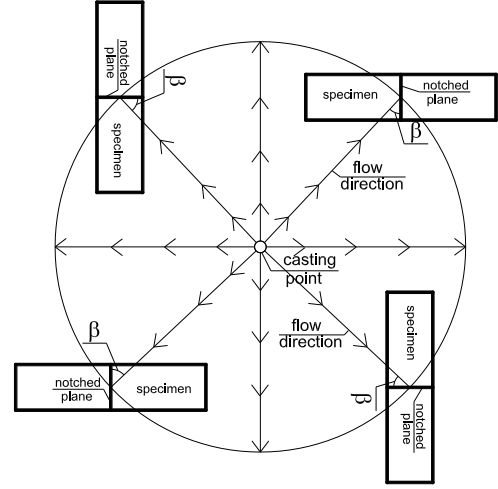 notched
plane
β
specimen
specimen
notched
plane
β
flow
direction
casting
point
β
flow
direction
specimen
notched
plane
specimen
β
notched
plane